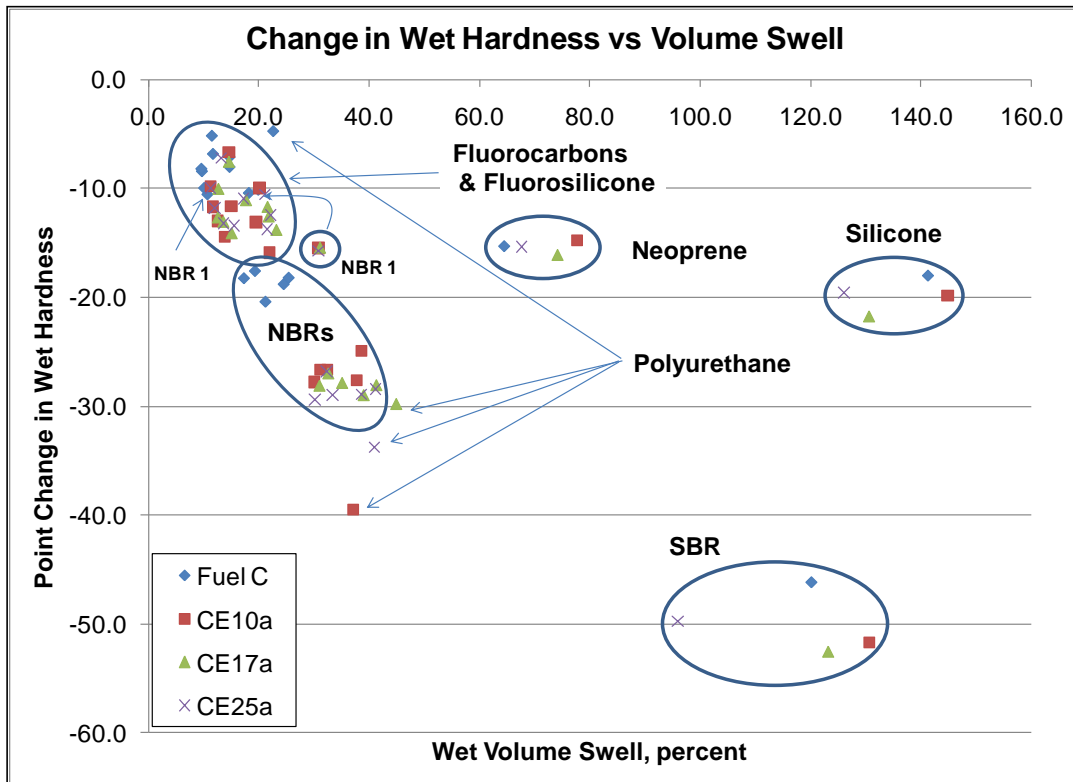 Change in Wet Hardness vs Volume Swell
0.0
0.0 20.0 40.0 60.0 80.0 100.0 120.0 140.0 160.0
-10.0
-20.0
-30.0
-40.0
-50.0
-60.0
Point Change in Wet Hardness
Wet Volume Swell, percent
Fluorocarbons
& Fluorosilicone
NBR 1
NBR 1
Neoprene
Silicone
NBRs
Polyurethane
SBR
Fuel C
CE10a
CE17a
CE25a